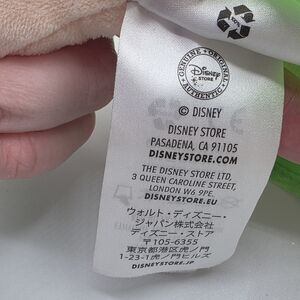 GENUINE • ORIGINAL
Disney
STORE
AUTHENTIC
© DISNEY
DISNEY STORE
PASADENA, CA 91105
DISNEYSTORE.COM
THE DISNEY STORE LTD,
3 QUEEN CAROLINE STREET,
LONDON W6 9PE.
DISNEYSTORE.EU
ウォルト・ディズニー・
ジャパン株式会社
ディズニー・ストア
〒105-6355
東京都港区虎ノ門
1-23-1虎ノ門ヒルズ
DISNEYSTORE.JP